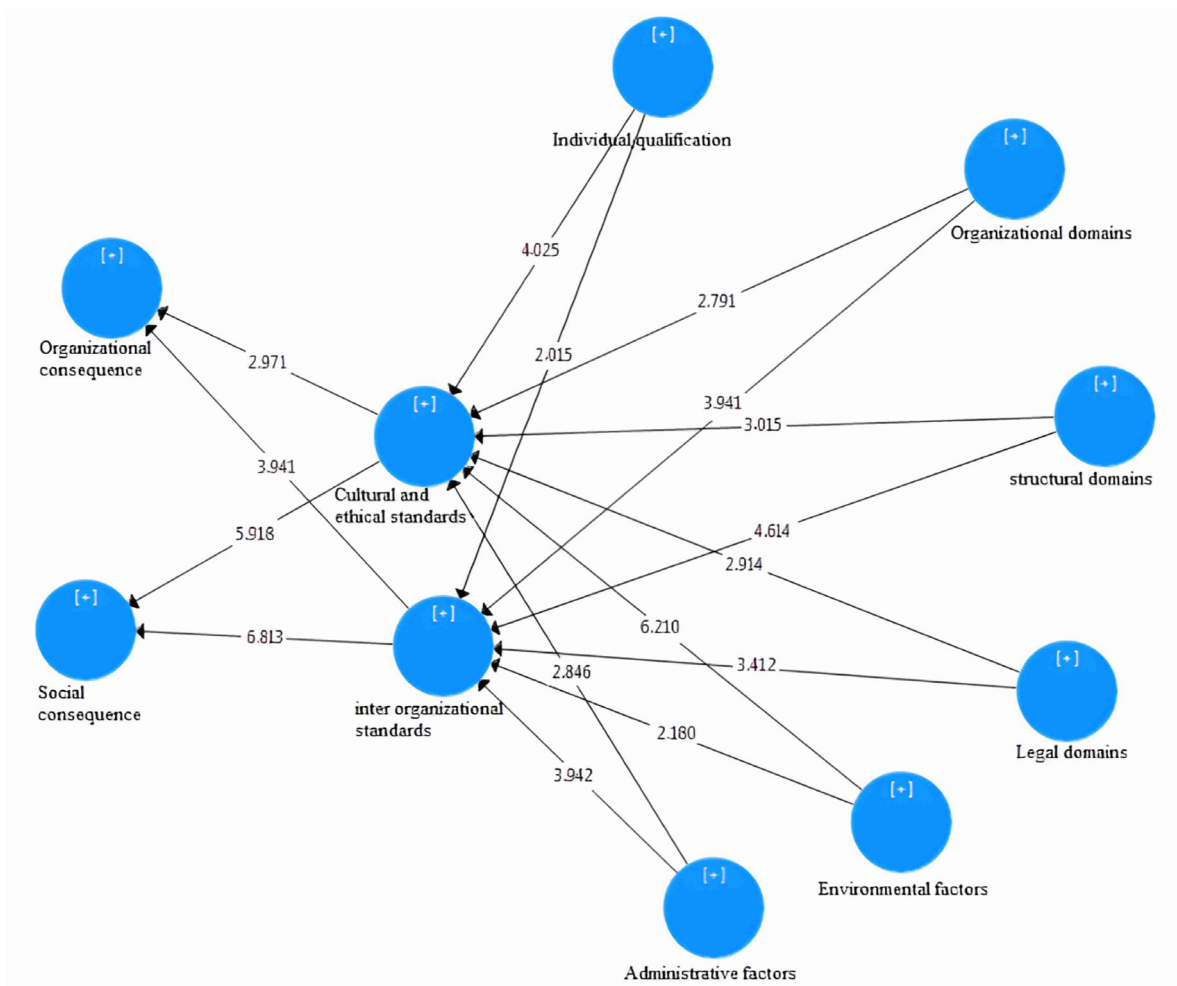 [+]
Individual qualification
[+]
Organizational domains
[+]
Organizational
consequence
4.025
2.791
2.971
2.015
[+]
structural domains
[+]
Cultural and
ethical standards
3.941
3.015
3.941
4.614
5.918
2.914
[+]
Social
consequence
6.813
[+]
inter organizational
standards
6.210
2.846
3.412
2.180
3.942
[+]
Legal domains
[+]
Environmental factors
[+]
Administrative factors